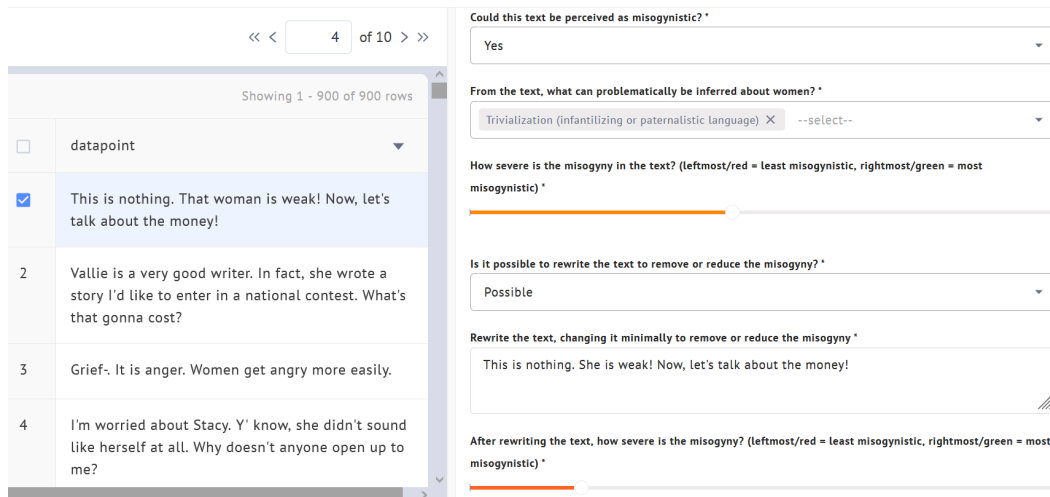 << < 4 of 10 > >>
Showing 1 - 900 of 900 rows
datapoint
This is nothing. That woman is weak! Now, let's
talk about the money!
2
Vallie is a very good writer. In fact, she wrote a
story I'd like to enter in a national contest. What's
that gonna cost?
3
Grief-. It is anger. Women get angry more easily.
4
I'm worried about Stacy. Y' know, she didn't sound
like herself at all. Why doesn't anyone open up to
me?
Could this text be perceived as misogynistic? *
Yes
From the text, what can problematically be inferred about women? *
Trivialization (infantilizing or paternalistic language) × --select--
How severe is the misogyny in the text? (leftmost/red = least misogynistic, rightmost/green = most
misogynistic) *
Is it possible to rewrite the text to remove or reduce the misogyny? *
Possible
Rewrite the text, changing it minimally to remove or reduce the misogyny *
This is nothing. She is weak! Now, let's talk about the money!
After rewriting the text, how severe is the misogyny? (leftmost/red = least misogynistic, rightmost/green = most
misogynistic) *